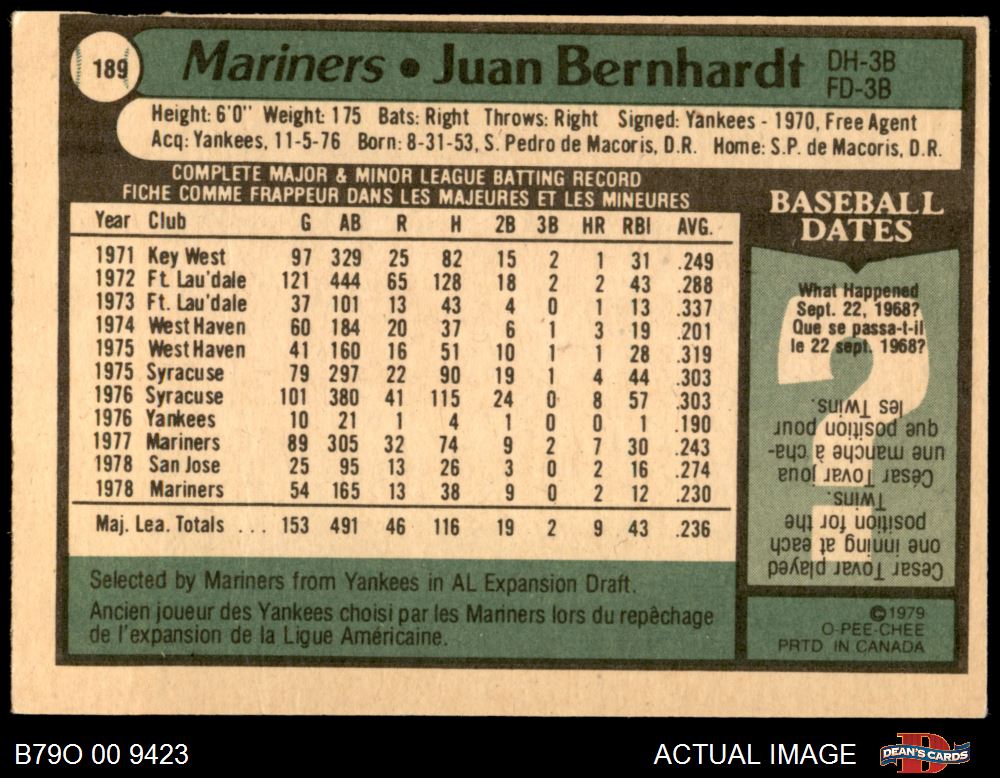 189
Mariners • Juan Bernhardt
DH-3B
FD-3B
Height: 6'0" Weight: 175 Bats: Right Throws: Right Signed: Yankees - 1970, Free Agent
Acq: Yankees, 11-5-76 Born: 8-31-53, S. Pedro de Macoris, D.R. Home: S.P. de Macoris, D.R.
COMPLETE MAJOR & MINOR LEAGUE BATTING RECORD
FICHE COMME FRAPPEUR DANS LES MAJEURES ET LES MINEURES
Year Club G AB R H 2B 3B HR RBI AVG.
1971 Key West 97 329 25 82 15 2 1 31 .249
1972 Ft. Lau'dale 121 444 65 128 18 2 2 43 .288
1973 Ft. Lau'dale 37 101 13 43 4 0 1 13 .337
1974 West Haven 60 184 20 37 6 1 3 19 .201
1975 West Haven 41 160 16 51 10 1 1 28 .319
1975 Syracuse 79 297 22 90 19 1 4 44 .303
1976 Syracuse 101 380 41 115 24 0 8 57 .303
1976 Yankees 10 21 1 4 1 0 0 1 .190
1977 Mariners 89 305 32 74 9 2 7 30 .243
1978 San Jose 25 95 13 26 3 0 2 16 .274
1978 Mariners 54 165 13 38 9 0 2 12 .230
Maj. Lea. Totals . . . 153 491 46 116 19 2 9 43 .236
Selected by Mariners from Yankees in AL Expansion Draft.
Ancien joueur des Yankees choisi par les Mariners lors du repêchage
de l'expansion de la Ligue Américaine.
BASEBALL
DATES
What Happened
Sept. 22, 1968?
Que se passa-t-il
le 22 sept. 1968?
?
Cesar Tovar played
one inning at each
position for the
Twins.
Cesar Tovar joua
une manche à cha-
que position pour
les Twins.
©1979
O-PEE-CHEE
PRTD IN CANADA
B79O 00 9423
ACTUAL IMAGE
D
DEAN'S CARDS